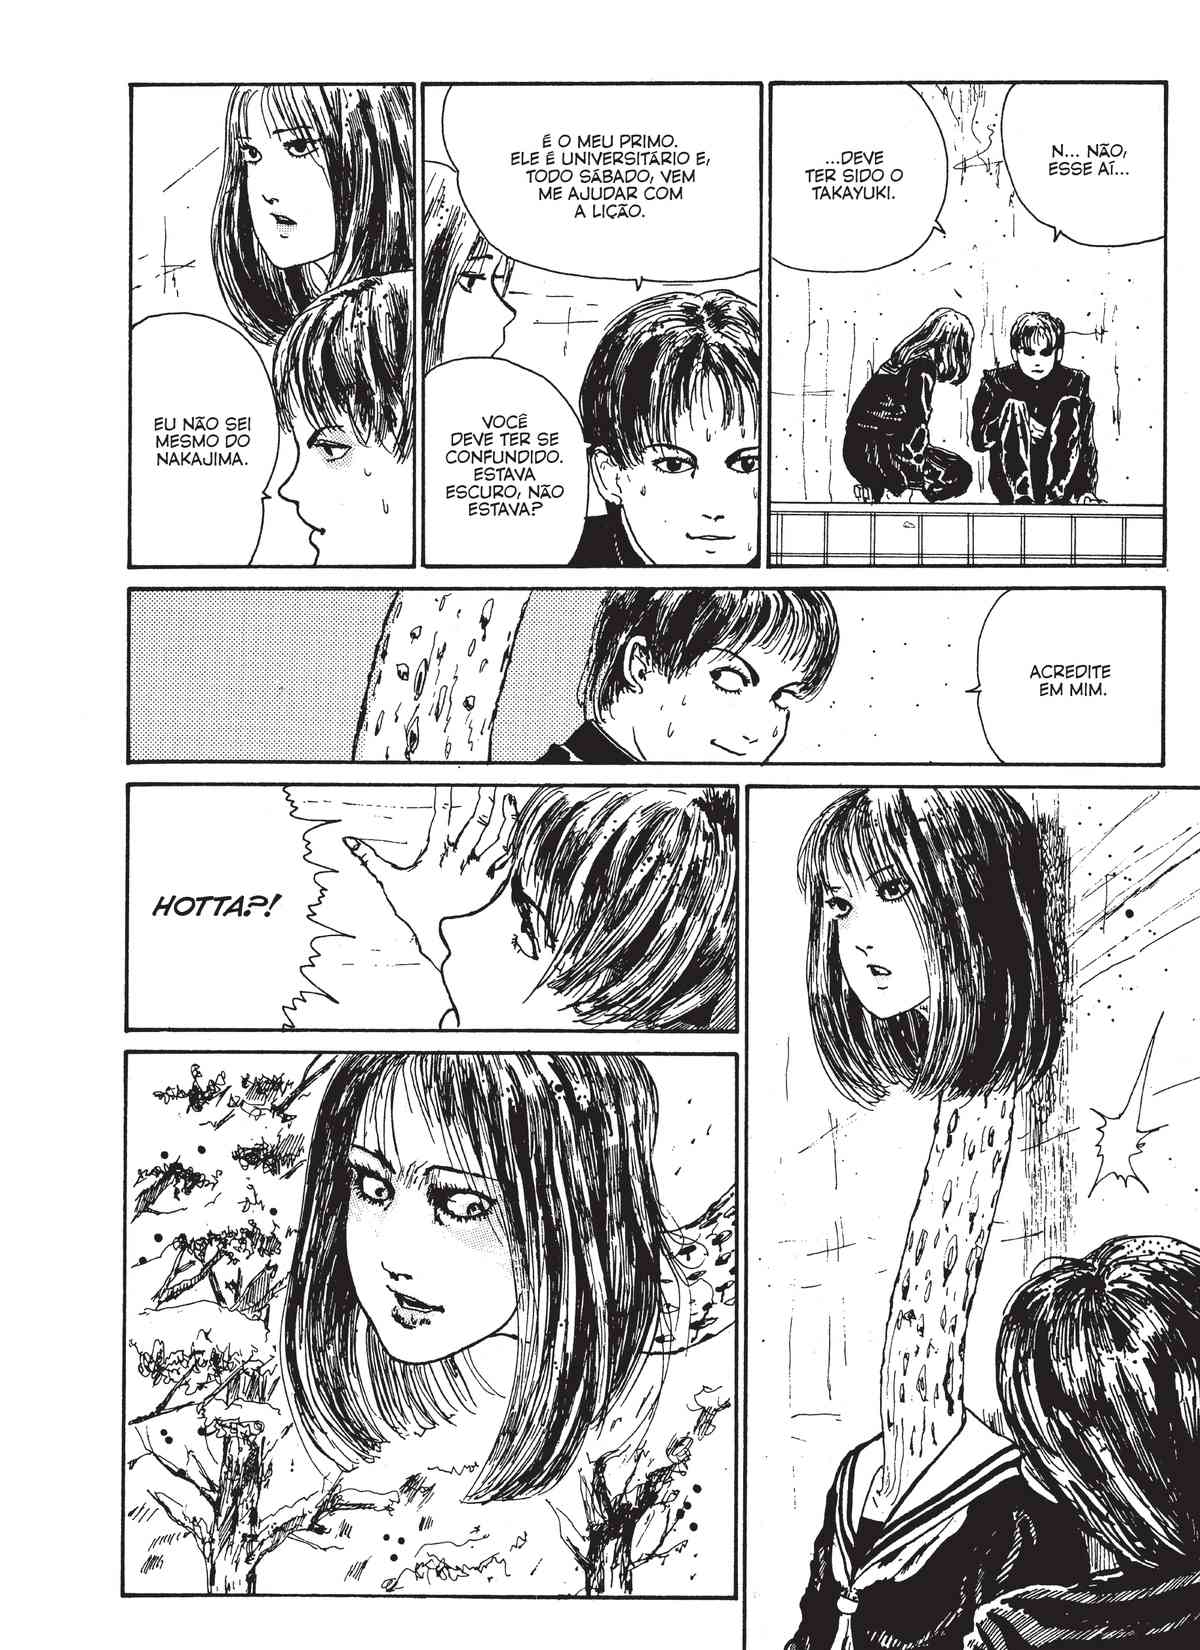 N... NÃO,
ESSE AÍ...
...DEVE
TER SIDO O
TAKAYUKI.
É O MEU PRIMO.
ELE É UNIVERSITÁRIO E,
TODO SÁBADO, VEM
ME AJUDAR COM
A LIÇÃO.
VOCÊ
DEVE TER SE
CONFUNDIDO.
ESTAVA
ESCURO, NÃO
ESTAVA?
EU NÃO SEI
MESMO DO
NAKAJIMA.
ACREDITE
EM MIM.
HOTTA?!